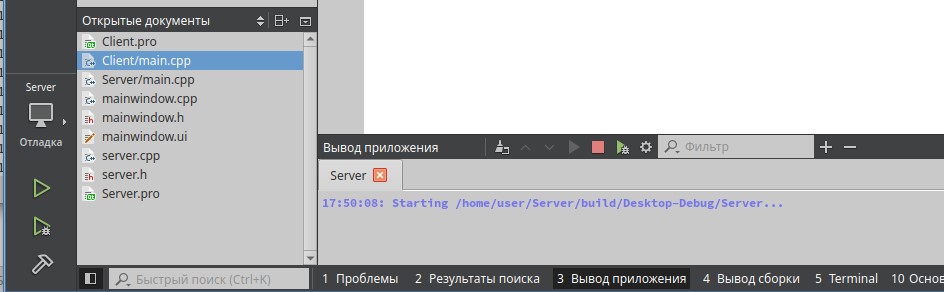 Открытые документы
Client.pro
Client/main.cpp
Server/main.cpp
mainwindow.cpp
mainwindow.h
mainwindow.ui
server.cpp
server.h
Server.pro
Server
Отладка
Вывод приложения
Фильтр
Server
17:50:08: Starting /home/user/Server/build/Desktop-Debug/Server...
Быстрый поиск (Ctrl+K)
1 Проблемы 2 Результаты поиска 3 Вывод приложения 4 Вывод сборки 5 Terminal 10 Основ